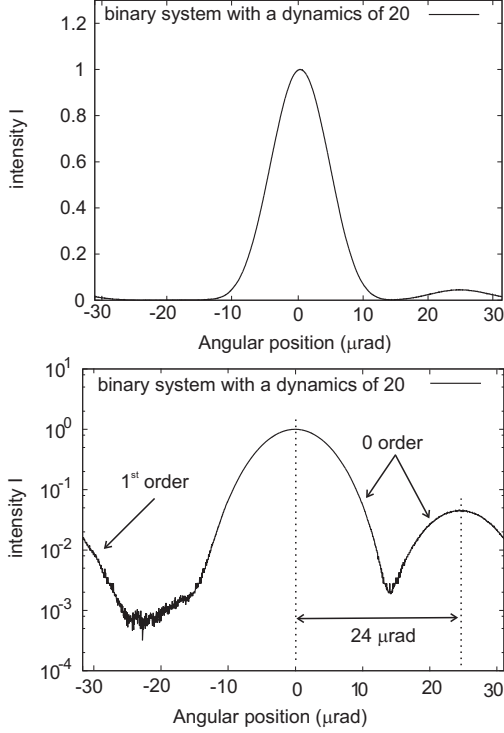 binary system with a dynamics of 20
1.2
1
0.8
0.6
0.4
0.2
0
intensity I
-30 -20 -10 0 10 20 30
Angular position (μrad)
binary system with a dynamics of 20
10^1
10^0
10^-1
10^-2
10^-3
10^-4
intensity I
0 order
1^st order
24 μrad
-30 -20 -10 0 10 20 30
Angular position (μrad)